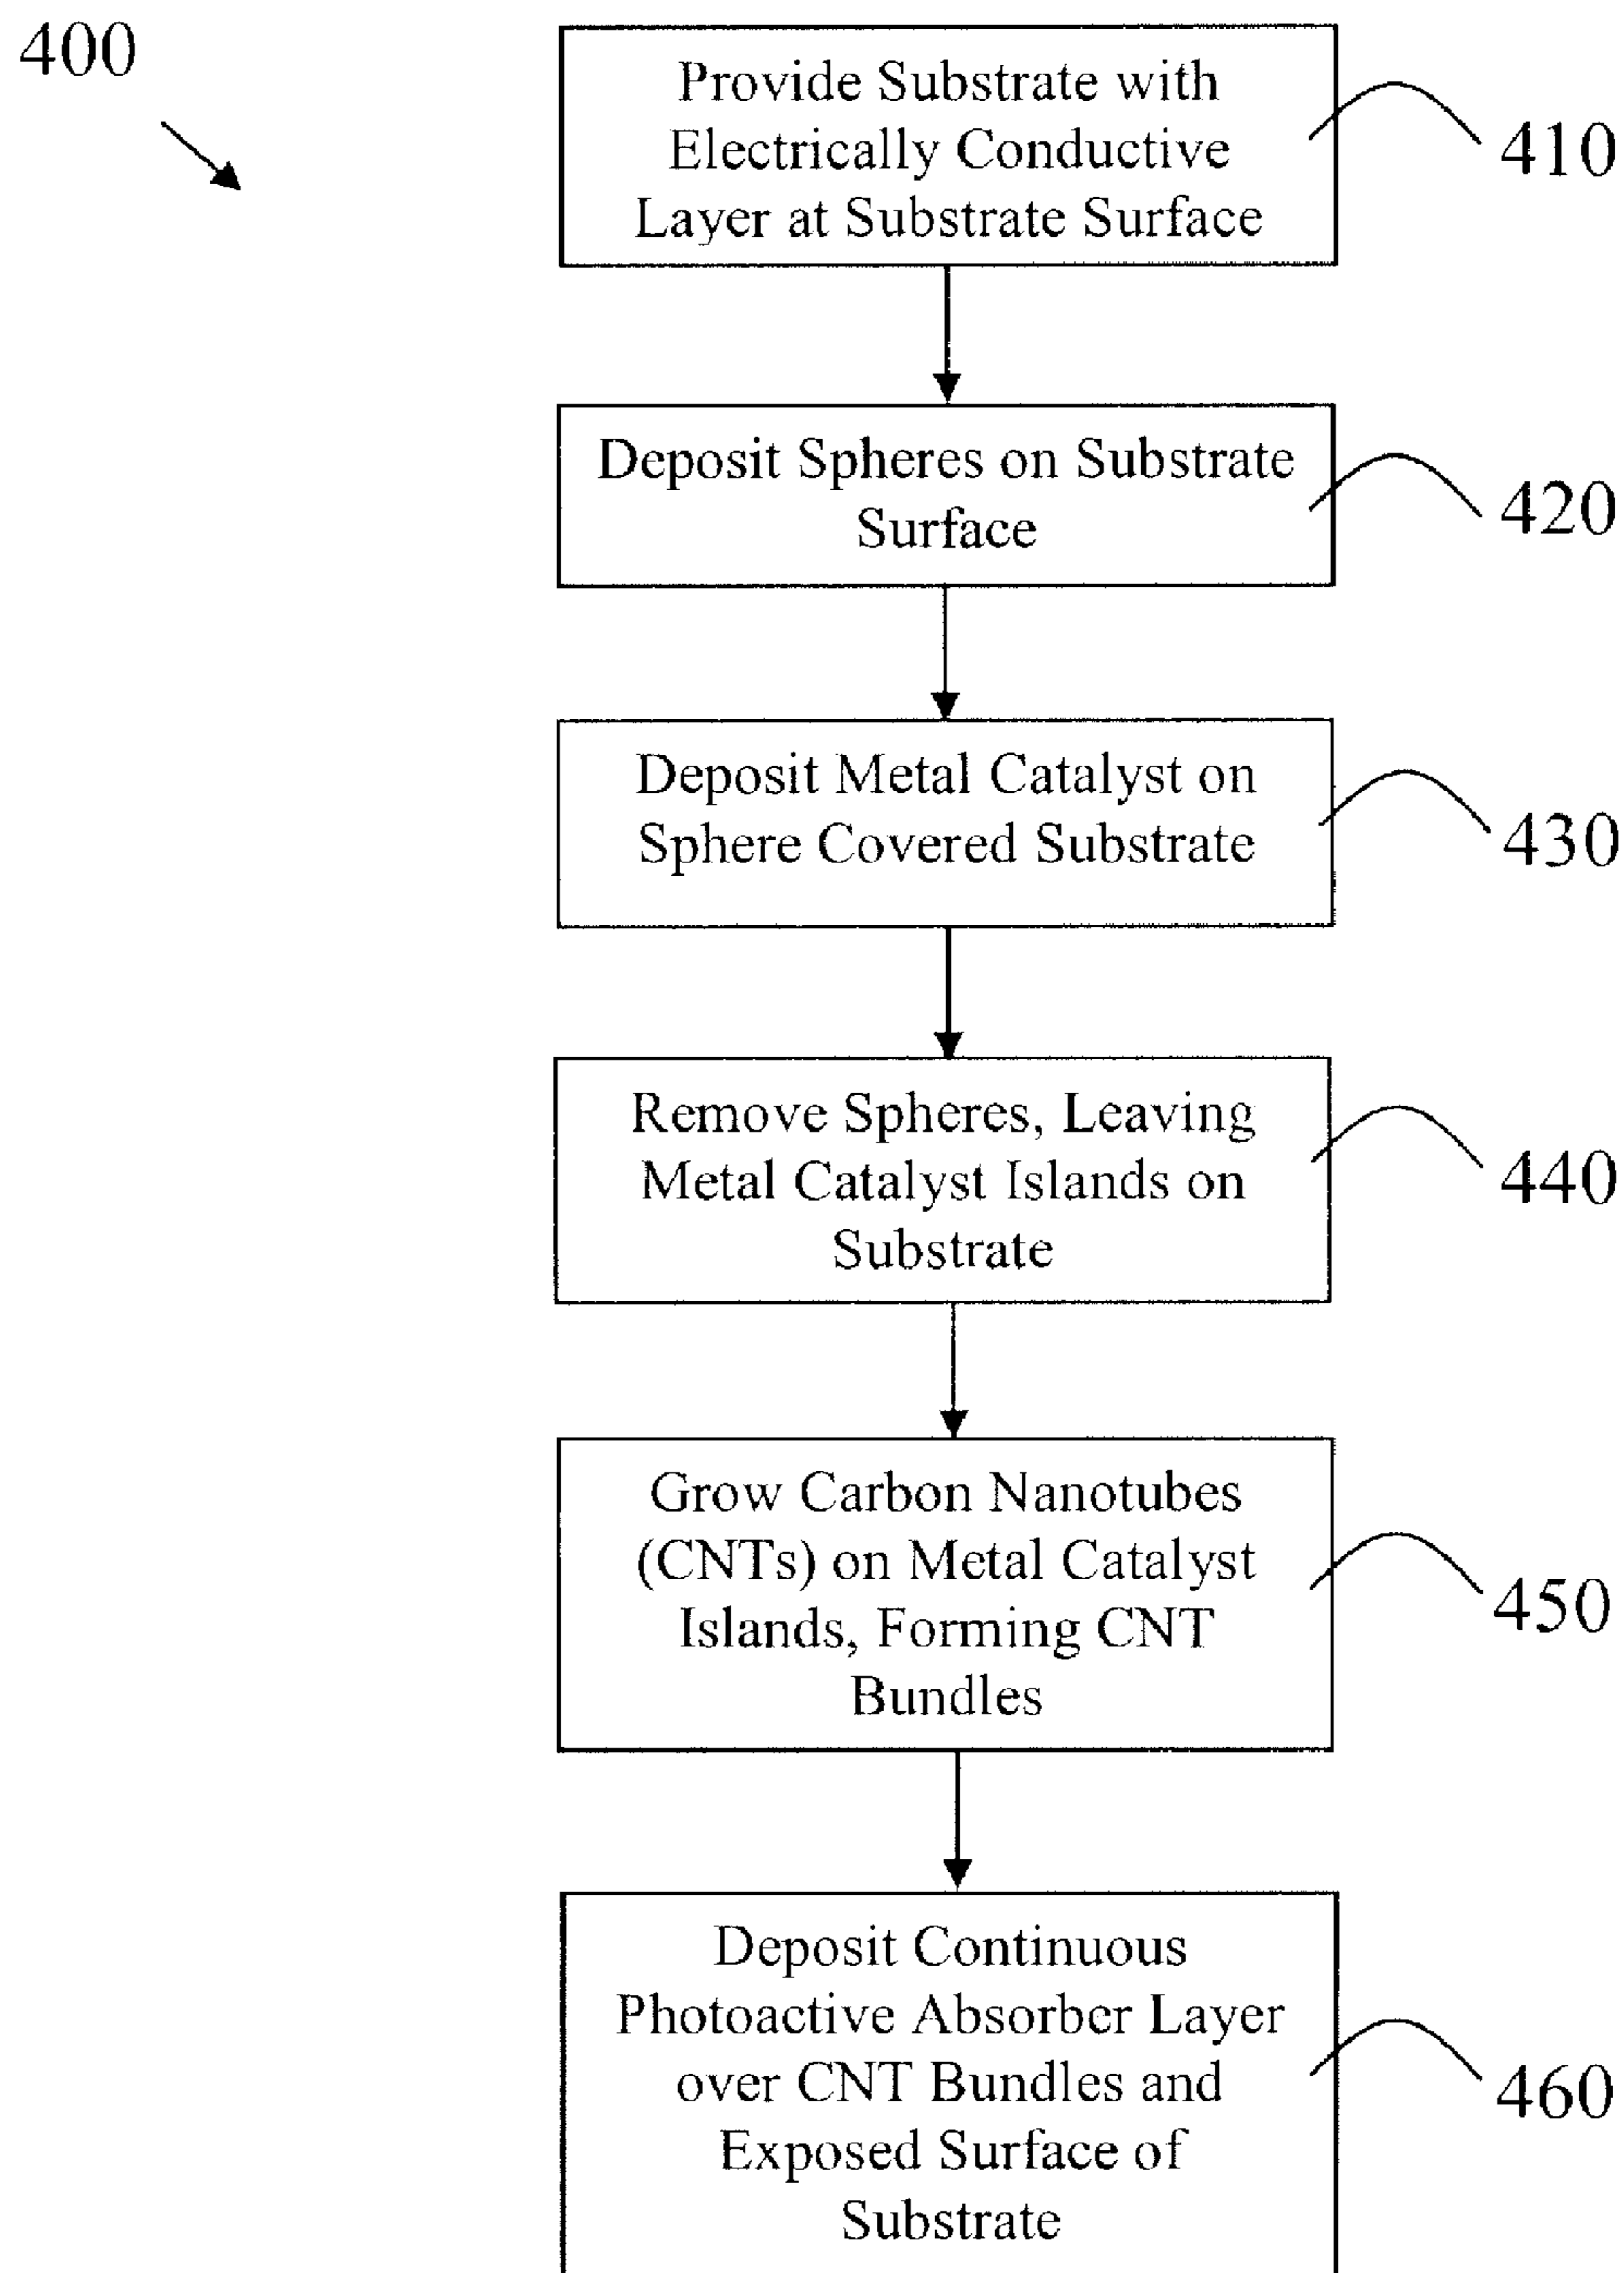 400
Provide Substrate with
Electrically Conductive
Layer at Substrate Surface
410
Deposit Spheres on Substrate
Surface
420
Deposit Metal Catalyst on
Sphere Covered Substrate
430
Remove Spheres, Leaving
Metal Catalyst Islands on
Substrate
440
Grow Carbon Nanotubes
(CNTs) on Metal Catalyst
Islands, Forming CNT
Bundles
450
Deposit Continuous
Photoactive Absorber Layer
over CNT Bundles and
Exposed Surface of
Substrate
460